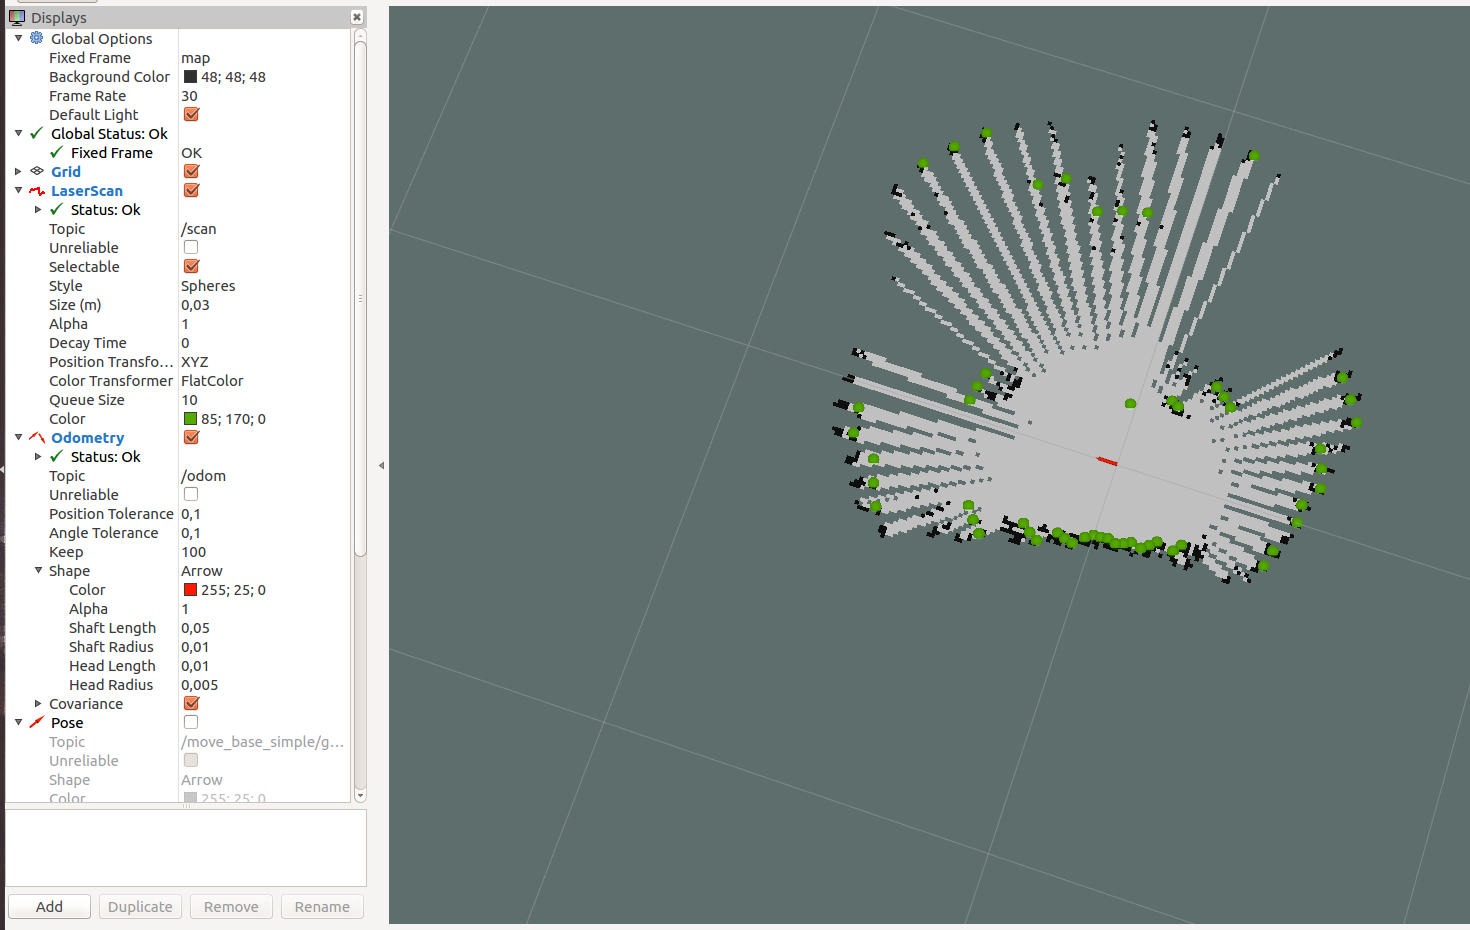 Displays
Global Options
Fixed Frame map
Background Color 48; 48; 48
Frame Rate 30
Default Light
Global Status: Ok
Fixed Frame OK
Grid
LaserScan
Status: Ok
Topic /scan
Unreliable
Selectable
Style Spheres
Size (m) 0,03
Alpha 1
Decay Time 0
Position Transfo... XYZ
Color Transformer FlatColor
Queue Size 10
Color 85; 170; 0
Odometry
Status: Ok
Topic /odom
Unreliable
Position Tolerance 0,1
Angle Tolerance 0,1
Keep 100
Shape Arrow
Color 255; 25; 0
Alpha 1
Shaft Length 0,05
Shaft Radius 0,01
Head Length 0,01
Head Radius 0,005
Covariance
Pose
Topic /move_base_simple/g...
Unreliable
Shape Arrow
Color 255; 25; 0
Add Duplicate Remove Rename